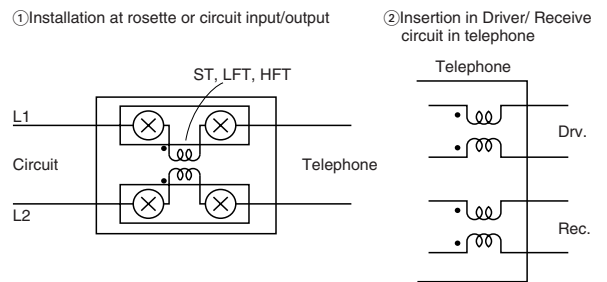 ①Installation at rosette or circuit input/output
ST, LFT, HFT
L1
Circuit
Telephone
L2
②Insertion in Driver/ Receive
circuit in telephone
Telephone
Drv.
Rec.